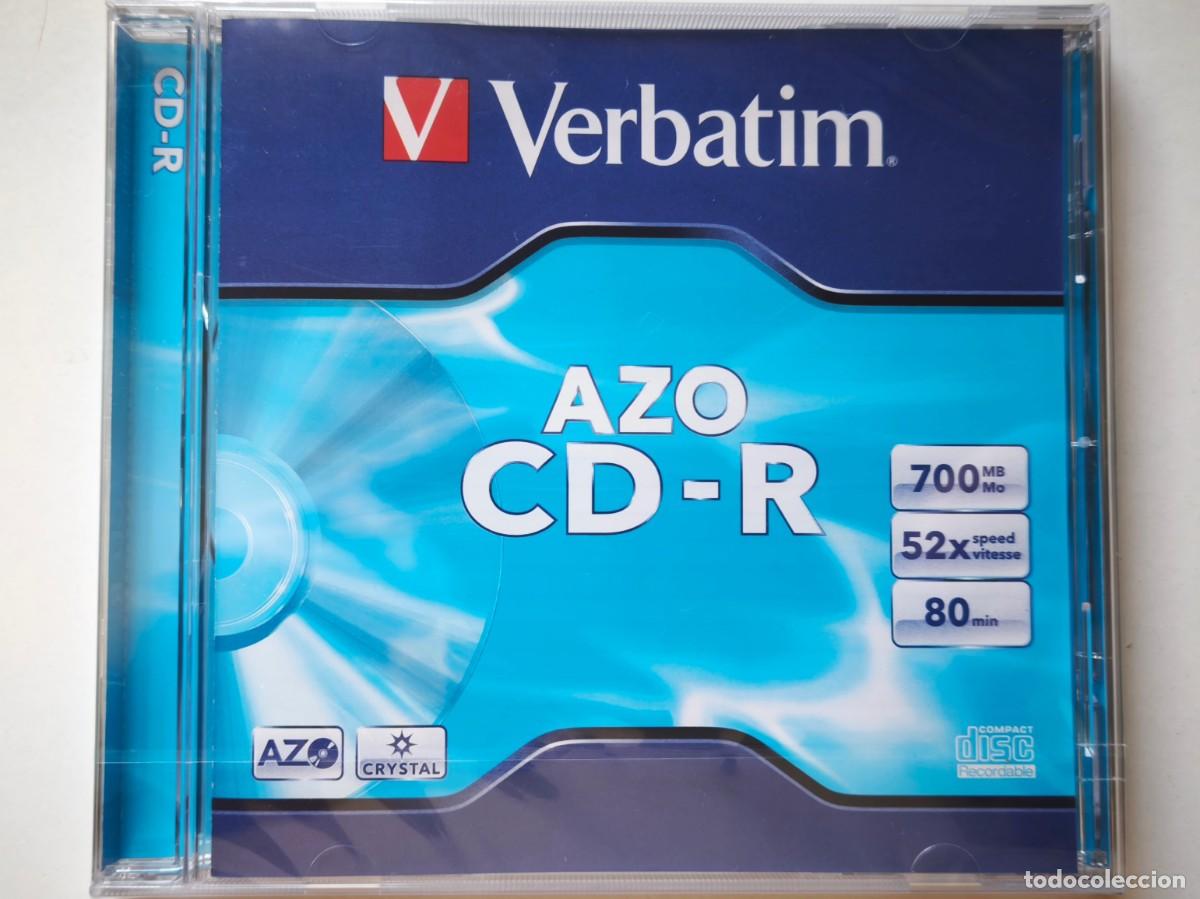 CD-R
V Verbatim®
AZO
CD-R
700 MB Mo
52x speed vitesse
80 min
AZO
CRYSTAL
COMPACT
disc
Recordable
todocoleccion